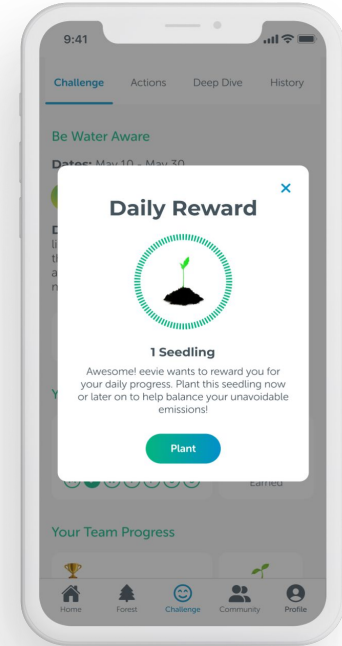 9:41
Challenge Actions Deep Dive History
Be Water Aware
Dates: May 10 - May 30
×
Daily Reward
1 Seedling
Awesome! eevie wants to reward you for
your daily progress. Plant this seedling now
or later on to help balance your unavoidable
emissions!
Plant
Earned
Your Team Progress
Home Forest Challenge Community Profile